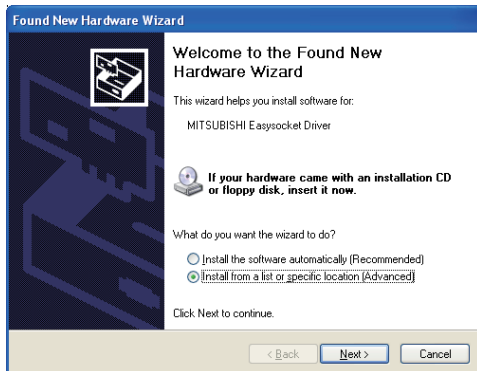 Found New Hardware Wizard
Welcome to the Found New
Hardware Wizard
This wizard helps you install software for:
MITSUBISHI Easysocket Driver
If your hardware came with an installation CD
or floppy disk, insert it now.
What do you want the wizard to do?
Install the software automatically (Recommended)
Install from a list or specific location (Advanced)
Click Next to continue.
< Back
Next >
Cancel